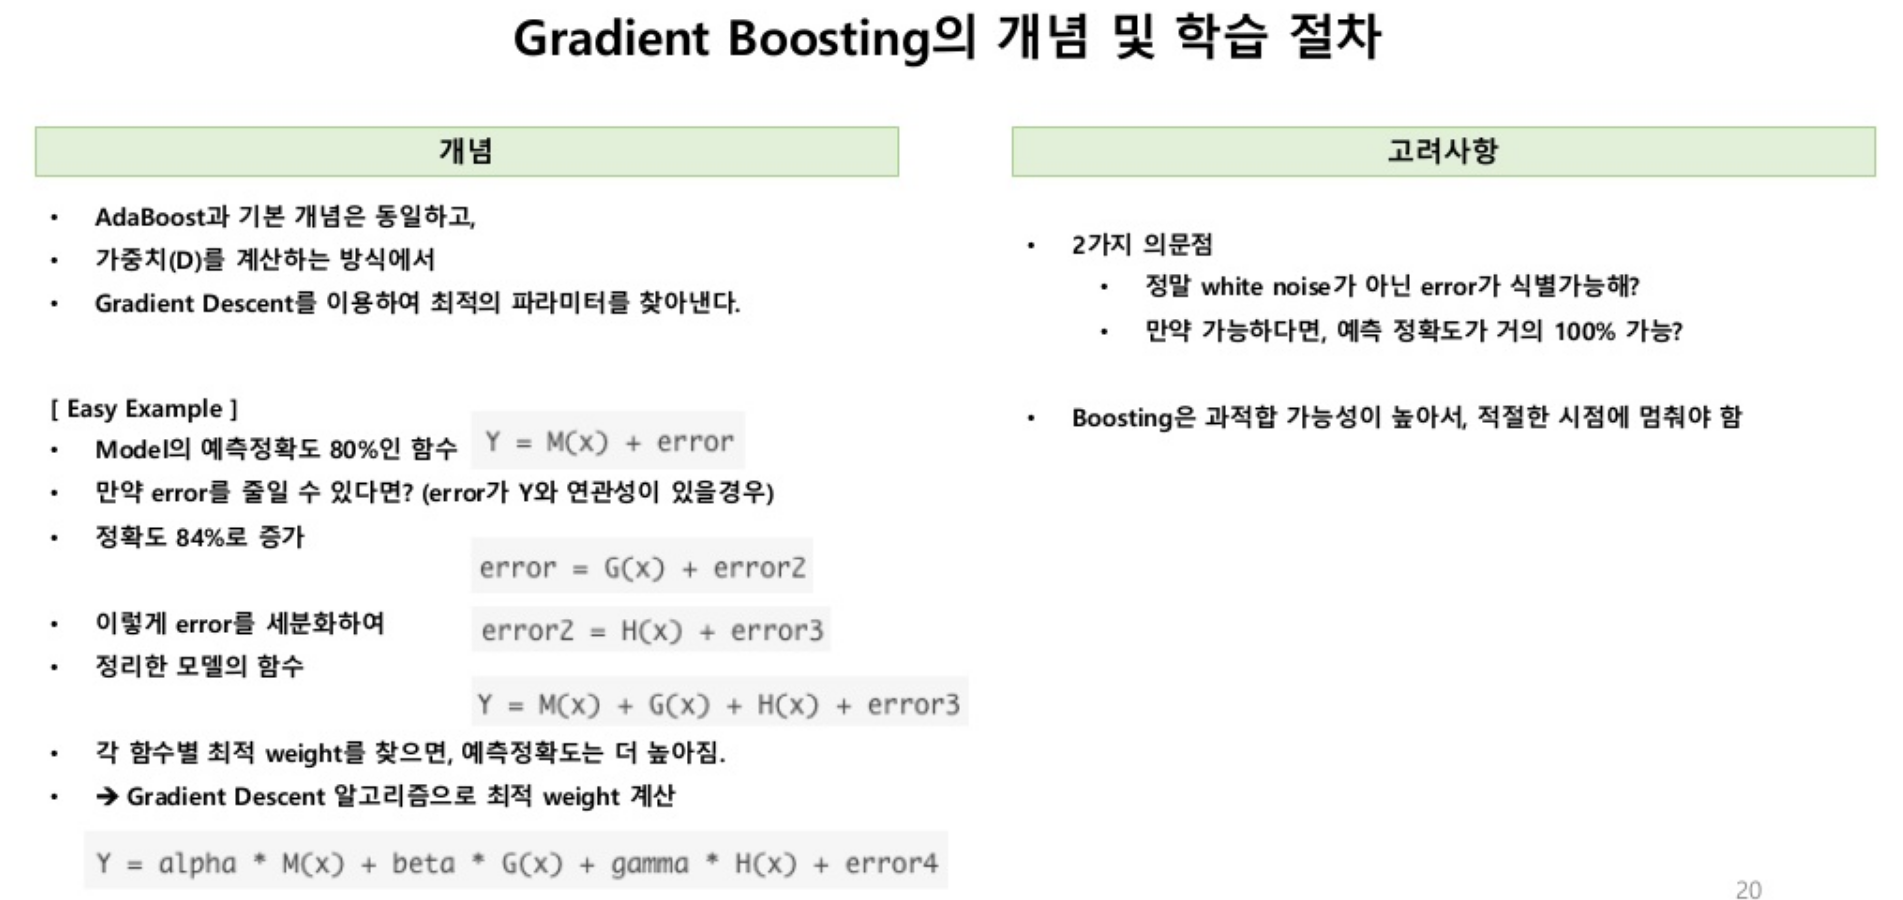 Gradient Boosting의 개념 및 학습 절차
개념
• AdaBoost과 기본 개념은 동일하고,
• 가중치(D)를 계산하는 방식에서
• Gradient Descent를 이용하여 최적의 파라미터를 찾아낸다.
[ Easy Example ]
• Model의 예측정확도 80%인 함수
Y = M(x) + error
• 만약 error를 줄일 수 있다면? (error가 Y와 연관성이 있을경우)
• 정확도 84%로 증가
error = G(x) + error2
• 이렇게 error를 세분화하여
error2 = H(x) + error3
• 정리한 모델의 함수
Y = M(x) + G(x) + H(x) + error3
• 각 함수별 최적 weight를 찾으면, 예측정확도는 더 높아짐.
• ➔ Gradient Descent 알고리즘으로 최적 weight 계산
Y = alpha * M(x) + beta * G(x) + gamma * H(x) + error4
고려사항
• 2가지 의문점
• 정말 white noise가 아닌 error가 식별가능해?
• 만약 가능하다면, 예측 정확도가 거의 100% 가능?
• Boosting은 과적합 가능성이 높아서, 적절한 시점에 멈춰야 함
20